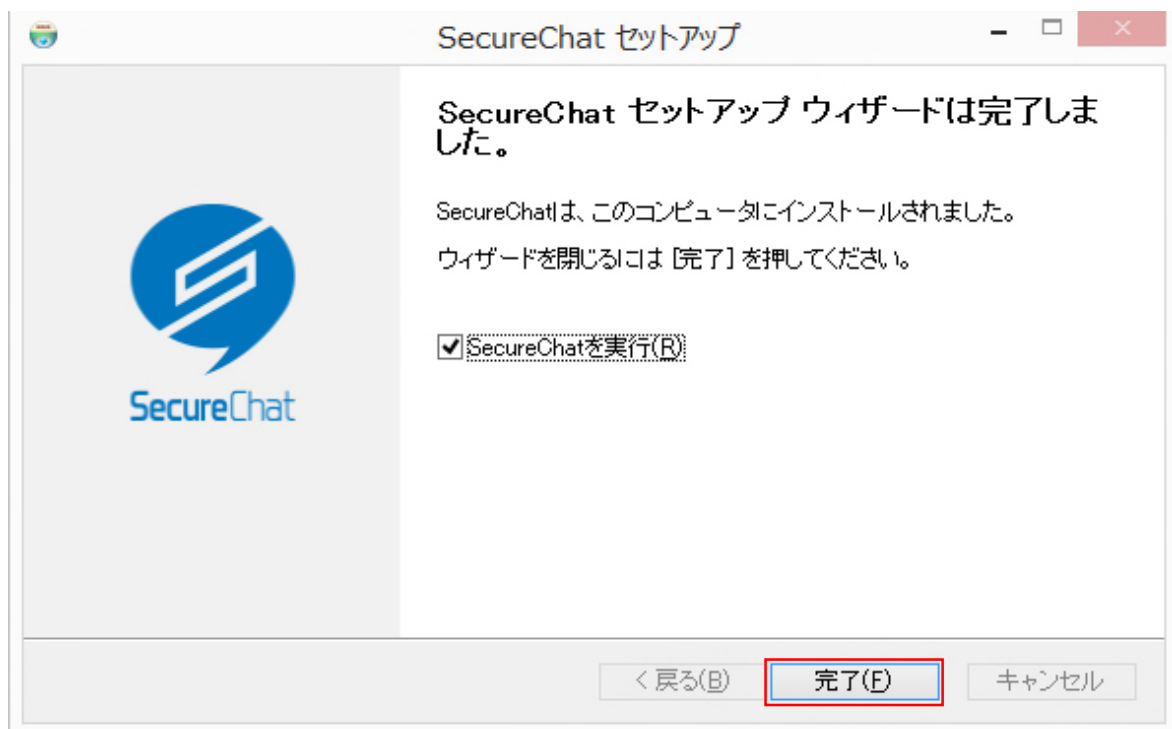 SecureChat セットアップ
SecureChat セットアップ ウィザードは完了しま
した。
SecureChatは、このコンピュータにインストールされました。
ウィザードを閉じるには [完了] を押してください。
SecureChatを実行(R)
SecureChat
< 戻る(B)
完了(F)
キャンセル